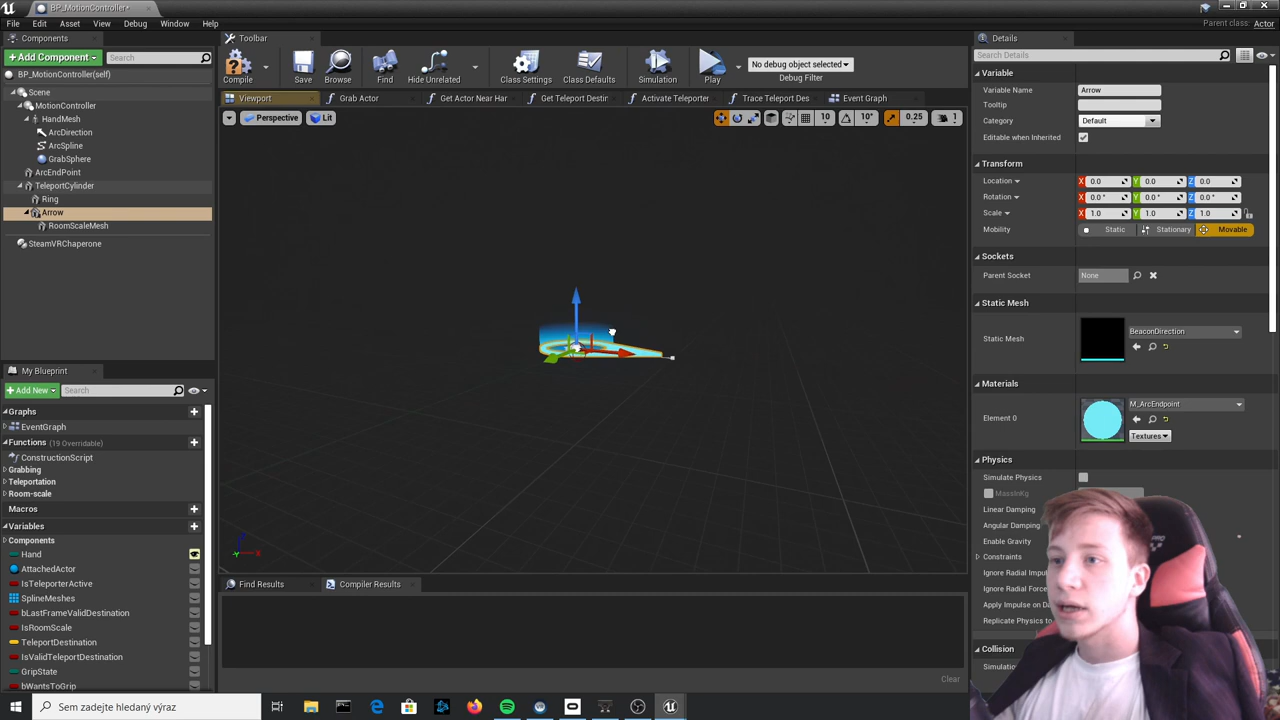 BP_MotionController*
File Edit Asset View Debug Window Help
Parent class: Actor
Components
Toolbar
Details
+Add Component
Search
Search Details
BP_MotionController(self)
Compile
Save
Browse
Find
Hide Unrelated
Class Settings
Class Defaults
Simulation
Play
No debug object selected
Debug Filter
Variable
Variable Name
Arrow
Tooltip
Category
Default
Editable when Inherited
Scene
MotionController
HandMesh
ArcDirection
ArcSpline
GrabSphere
ArcEndPoint
TeleportCylinder
Ring
Arrow
RoomScaleMesh
SteamVRChaperone
Viewport
Grab Actor
Get Actor Near Har
Get Teleport Destir
Activate Teleporter
Trace Teleport Des
Event Graph
Perspective
Lit
10
10°
0.25
1
Transform
Location
X 0.0 Y 0.0 Z 0.0
Rotation
X 0.0 ° Y 0.0 ° Z 0.0 °
Scale
X 1.0 Y 1.0 Z 1.0
Mobility
Static
Stationary
Movable
Sockets
Parent Socket
None
Static Mesh
Static Mesh
BeaconDirection
Materials
Element 0
M_ArcEndpoint
Textures
Physics
Simulate Physics
MassInKg
Linear Damping
Angular Damping
Enable Gravity
Constraints
Ignore Radial Impu
Ignore Radial Force
Apply Impulse on Da
Replicate Physics to
Collision
Simulation
My Blueprint
+Add New
Search
Graphs
EventGraph
Functions (19 Overridable)
ConstructionScript
Grabbing
Teleportation
Room-scale
Macros
Variables
Components
Hand
AttachedActor
IsTeleporterActive
SplineMeshes
bLastFrameValidDestination
IsRoomScale
TeleportDestination
IsValidTeleportDestination
GripState
bWantsToGrip
Z
Y
X
Find Results
Compiler Results
Clear
Sem zadejte hledaný výraz